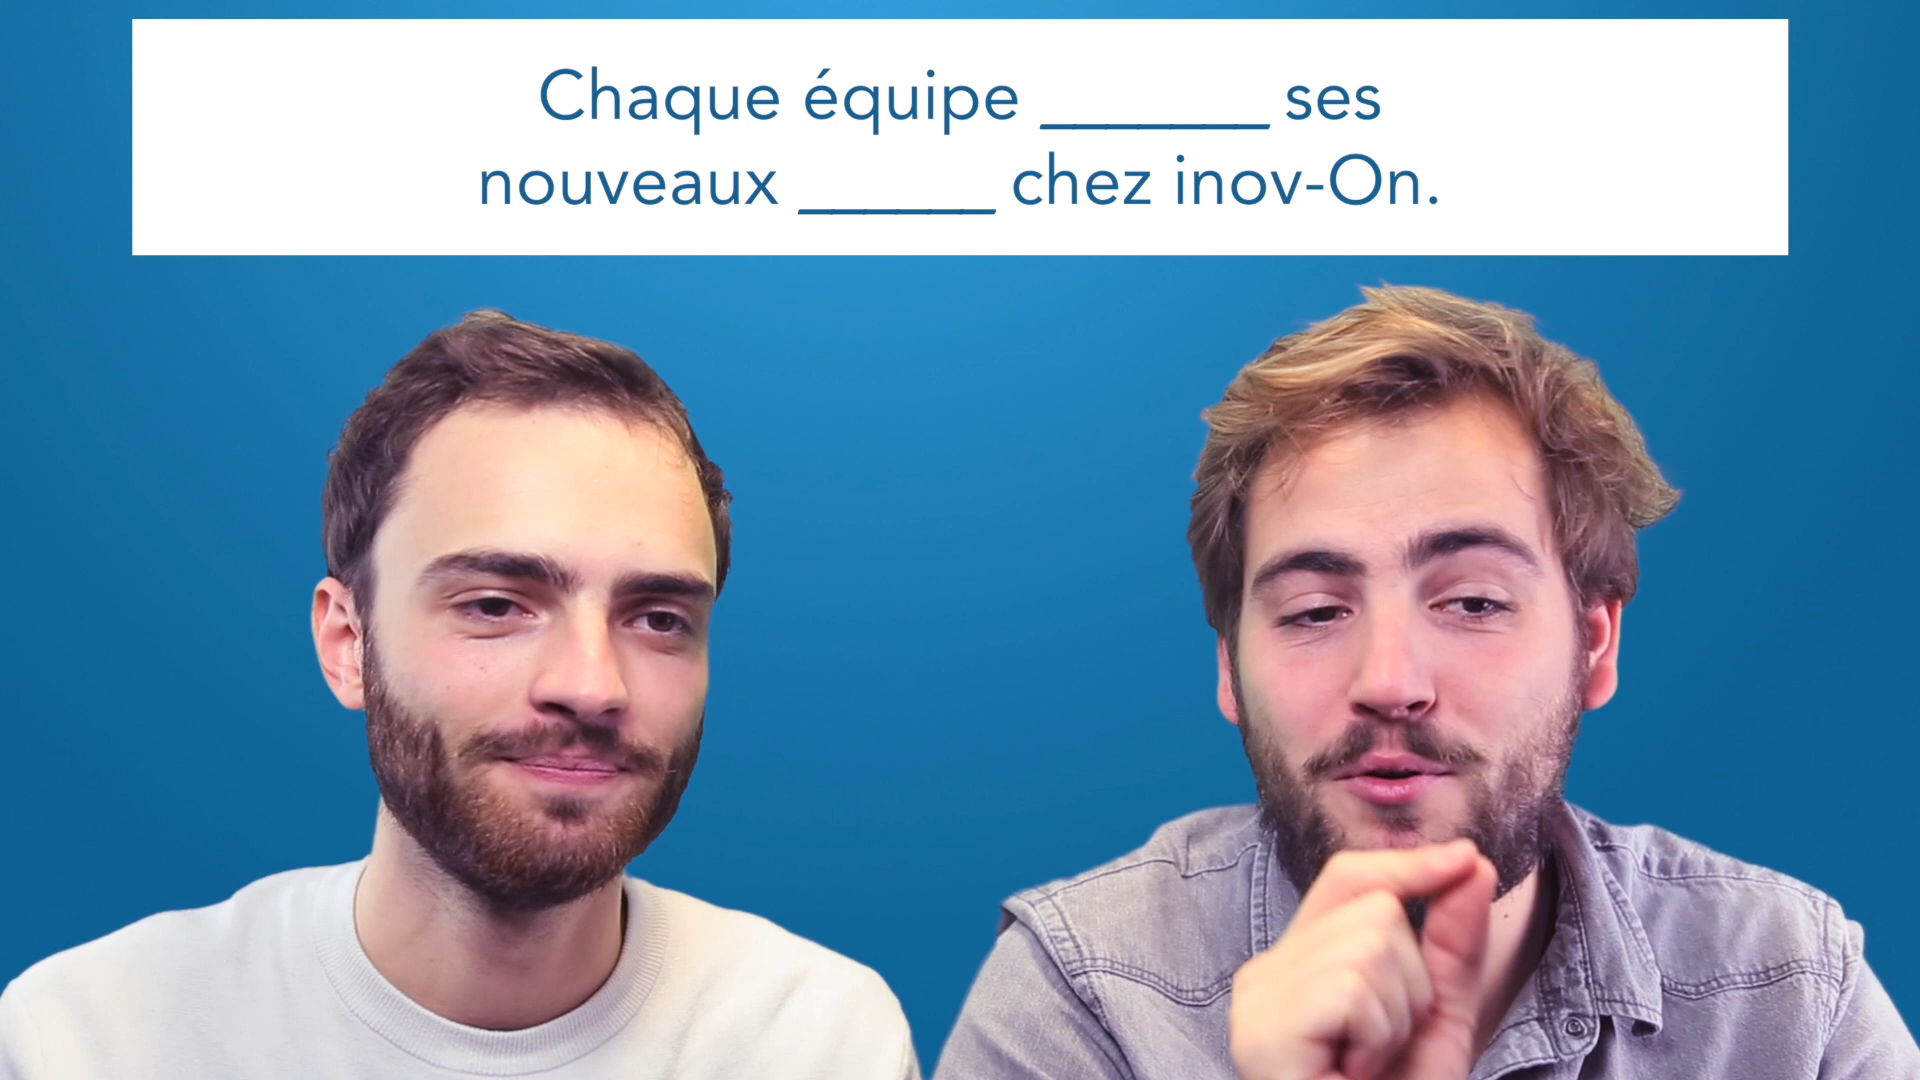 Chaque équipe _______ ses
nouveaux ______ chez inov-On.